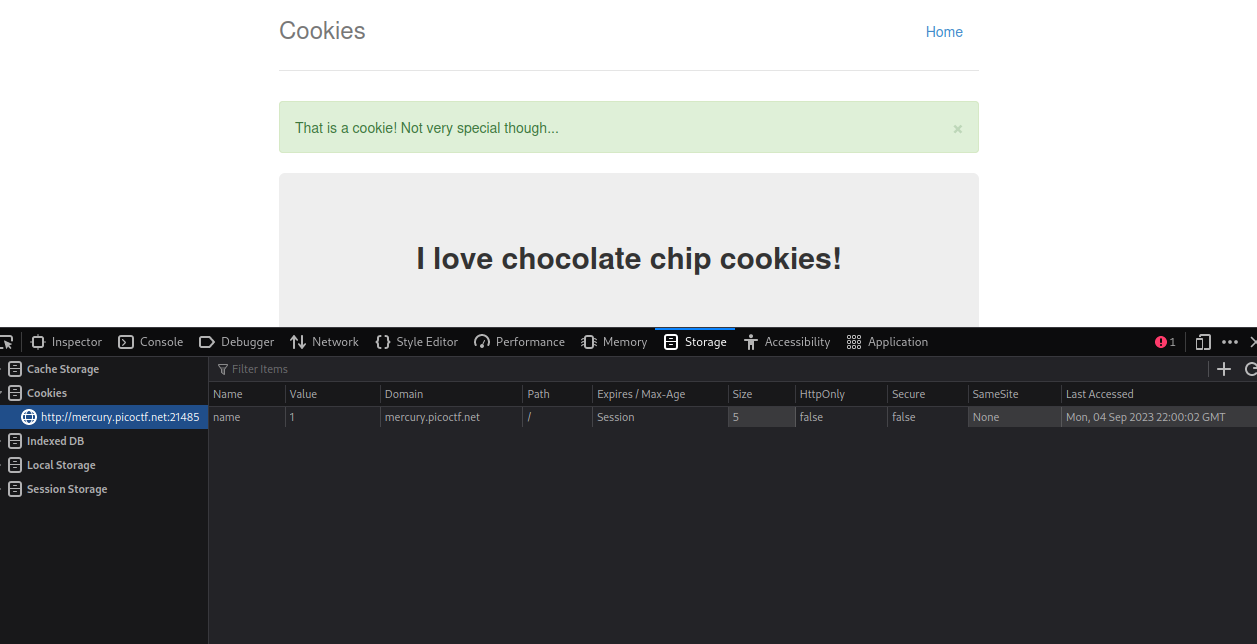 Cookies Home
That is a cookie! Not very special though... ×
I love chocolate chip cookies!
Inspector Console Debugger Network Style Editor Performance Memory Storage Accessibility Application 1
Cache Storage Filter Items
Cookies Name Value Domain Path Expires / Max-Age Size HttpOnly Secure SameSite Last Accessed
http://mercury.picoctf.net:21485 name 1 mercury.picoctf.net / Session 5 false false None Mon, 04 Sep 2023 22:00:02 GMT
Indexed DB
Local Storage
Session Storage